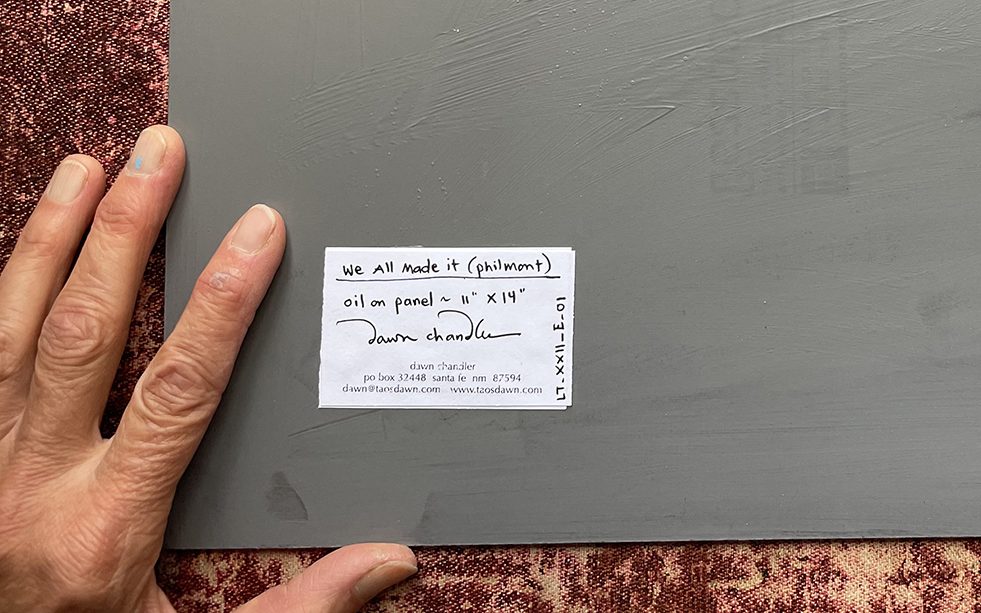 We All Made it (philmont)
oil on panel ~ 11" x 14"
Dawn Chandler
dawn chandler
po box 32448 santa fe nm 87594
dawn@taosdawn.com www.taosdawn.com
LT_XXII_E_01